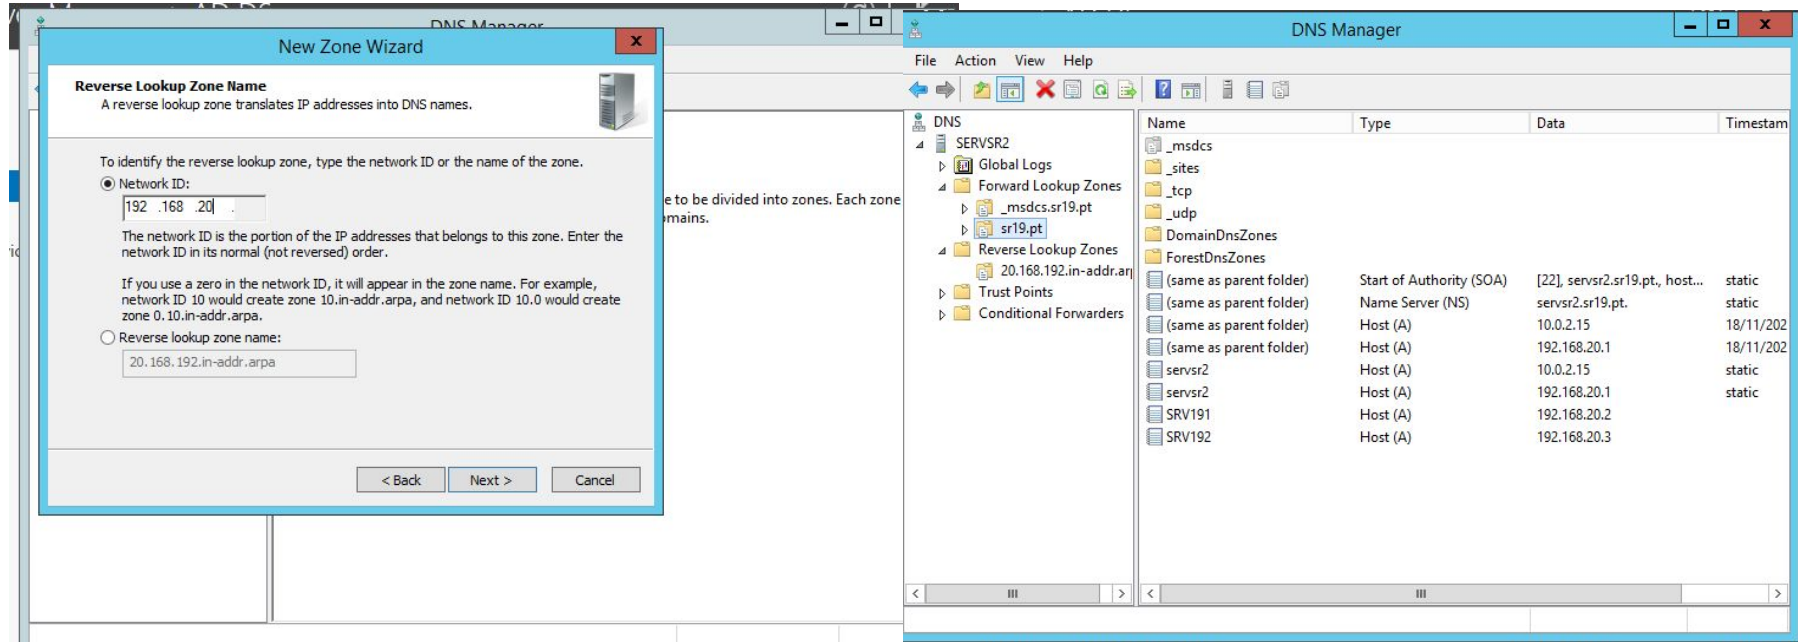 DNS Manager
New Zone Wizard
x
Reverse Lookup Zone Name
A reverse lookup zone translates IP addresses into DNS names.
To identify the reverse lookup zone, type the network ID or the name of the zone.
Network ID:
192 .168 .20 .
The network ID is the portion of the IP addresses that belongs to this zone. Enter the
network ID in its normal (not reversed) order.
If you use a zero in the network ID, it will appear in the zone name. For example,
network ID 10 would create zone 10.in-addr.arpa, and network ID 10.0 would create
zone 0.10.in-addr.arpa.
Reverse lookup zone name:
20.168.192.in-addr.arpa
< Back Next > Cancel
e to be divided into zones. Each zone
mains.
DNS Manager
x
File Action View Help
DNS
SERVSR2
Global Logs
Forward Lookup Zones
_msdcs.sr19.pt
sr19.pt
Reverse Lookup Zones
20.168.192.in-addr.ar
Trust Points
Conditional Forwarders
Name Type Data Timestam
_msdcs
_sites
_tcp
_udp
DomainDnsZones
ForestDnsZones
(same as parent folder) Start of Authority (SOA) [22], servsr2.sr19.pt., host... static
(same as parent folder) Name Server (NS) servsr2.sr19.pt. static
(same as parent folder) Host (A) 10.0.2.15 18/11/202
(same as parent folder) Host (A) 192.168.20.1 18/11/202
servsr2 Host (A) 10.0.2.15 static
servsr2 Host (A) 192.168.20.1 static
SRV191 Host (A) 192.168.20.2
SRV192 Host (A) 192.168.20.3